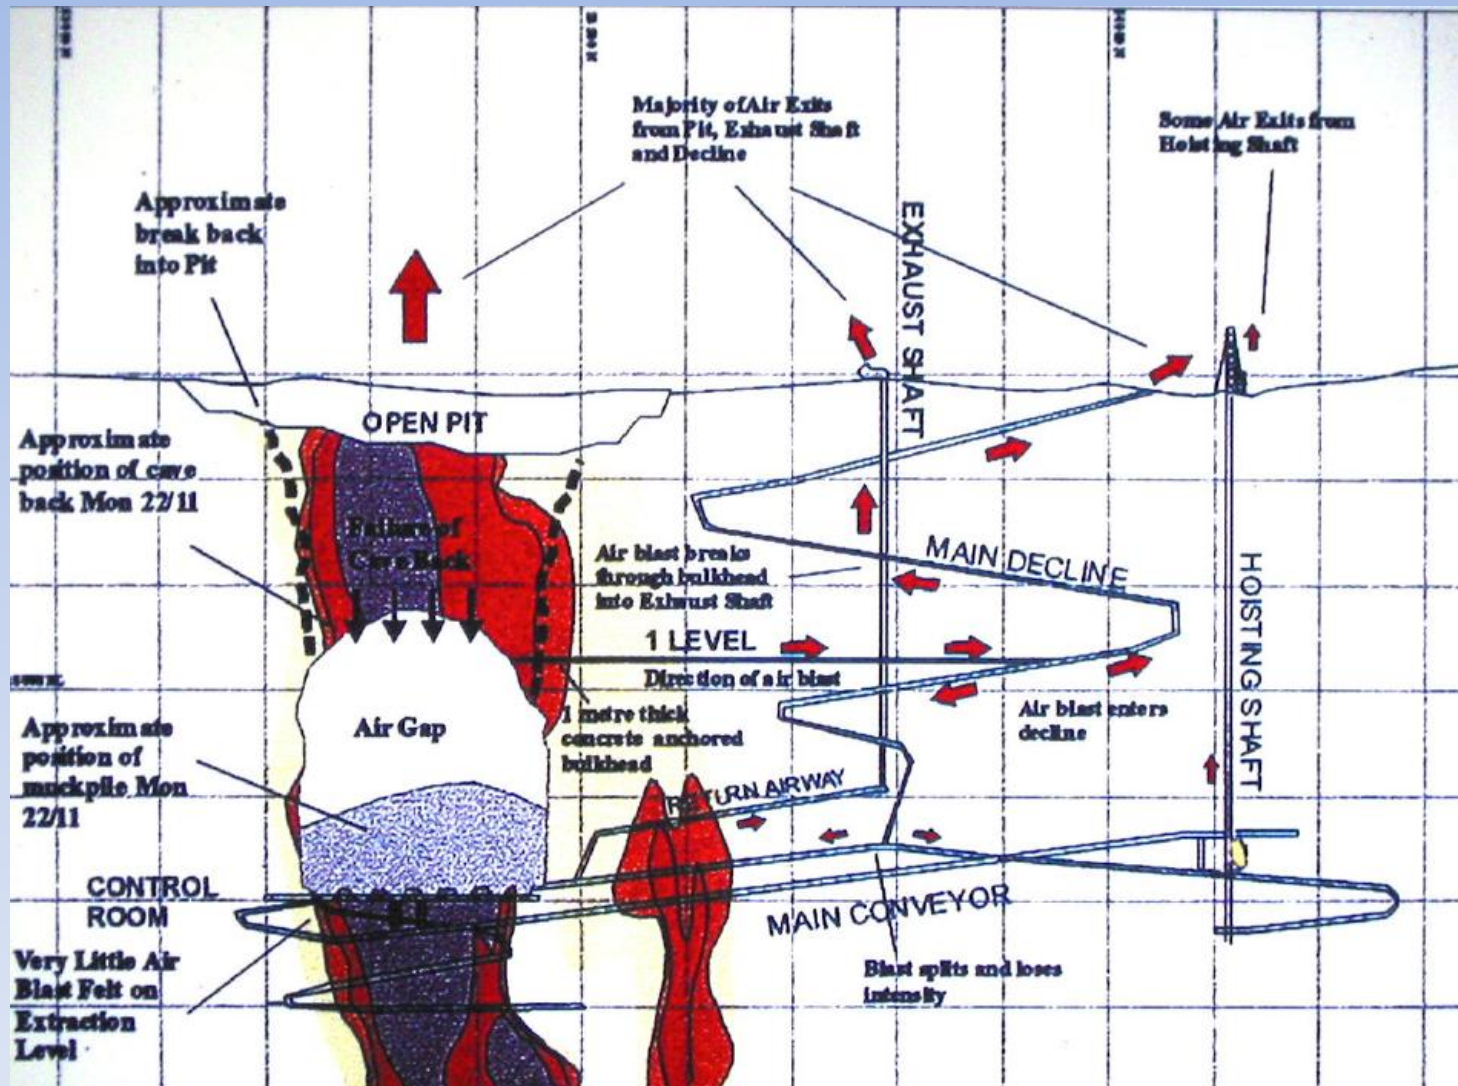 Majority of Air Exits
from Pit, Exhaust Shaft
and Decline
Some Air Exits from
Hoisting Shaft
Approximate
break back
into Pit
EXHAUST SHAFT
OPEN PIT
Approximate
position of cave
back Mon 22/11
Failure of
Cave Back
Air blast breaks
through bulkhead
into Exhaust Shaft
MAIN DECLINE
HOISTING SHAFT
1 LEVEL
Direction of air blast
Air Gap
1 metre thick
concrete anchored
bulkhead
Air blast enters
decline
Approximate
position of
muckpile Mon
22/11
RETURN AIRWAY
CONTROL
ROOM
MAIN CONVEYOR
Very Little Air
Blast Felt on
Extraction
Level
Blast splits and loses
intensity